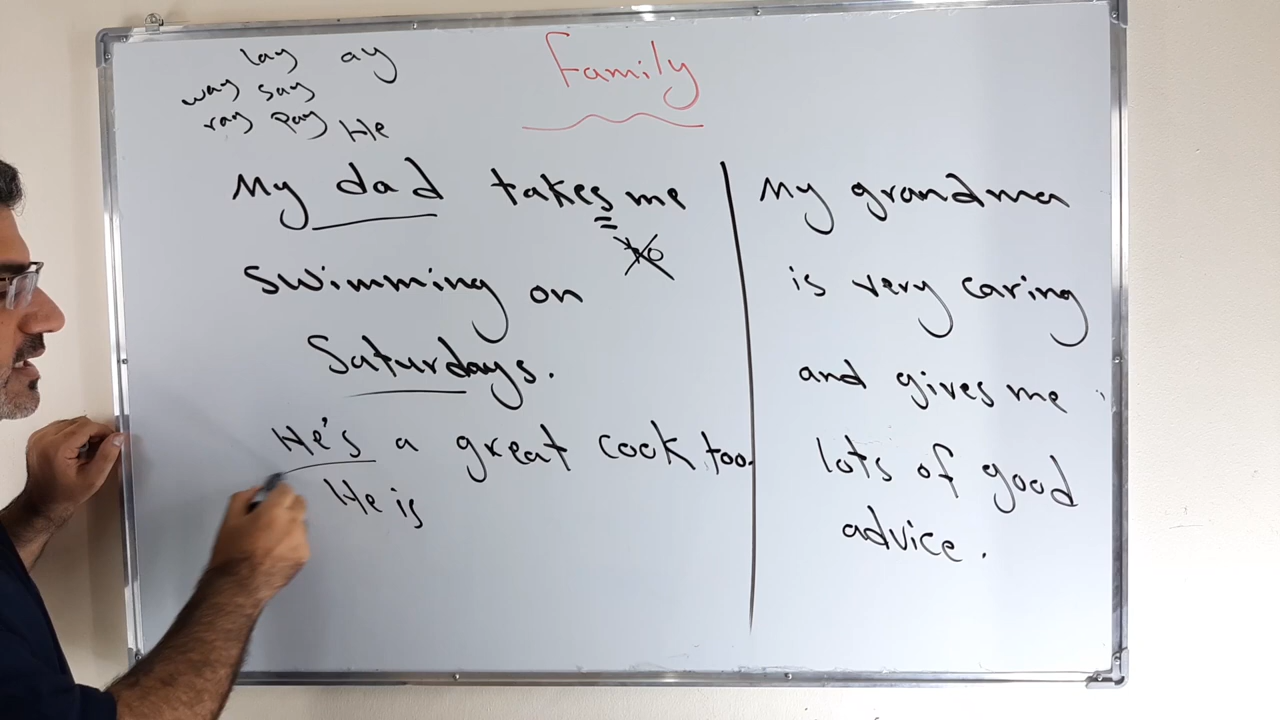 Family
lay ay
way say
ray pay He
My dad takes me
to
swimming on
Saturdays.
He's a great cook too.
He is
My grandma
is very caring
and gives me
lots of good
advice.